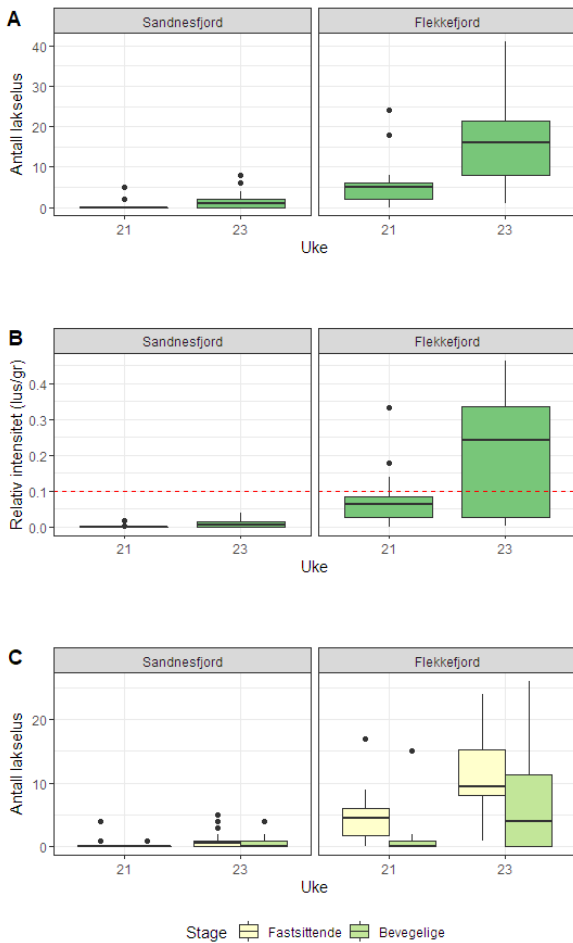 A
Sandnesfjord Flekkefjord
Antall lakselus
40
30
20
10
0
21 23 21 23
Uke
B
Sandnesfjord Flekkefjord
Relativ intensitet (lus/gr)
0.4
0.3
0.2
0.1
0.0
21 23 21 23
Uke
C
Sandnesfjord Flekkefjord
Antall lakselus
20
10
0
21 23 21 23
Uke
Stage Fastsittende Bevegelige